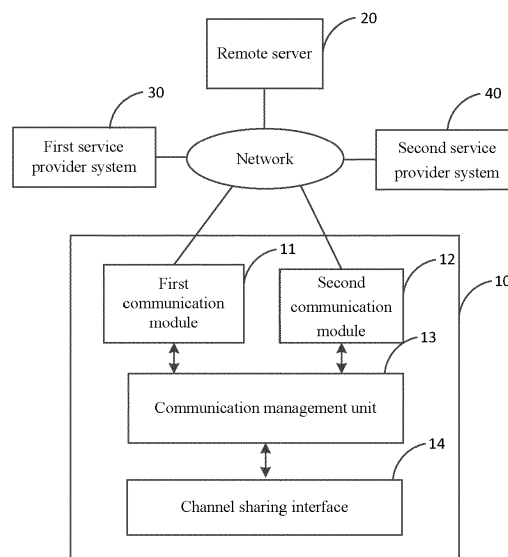 20
Remote server
30
First service
provider system
40
Second service
provider system
Network
11
First
communication
module
12
Second
communication
module
10
13
Communication management unit
14
Channel sharing interface